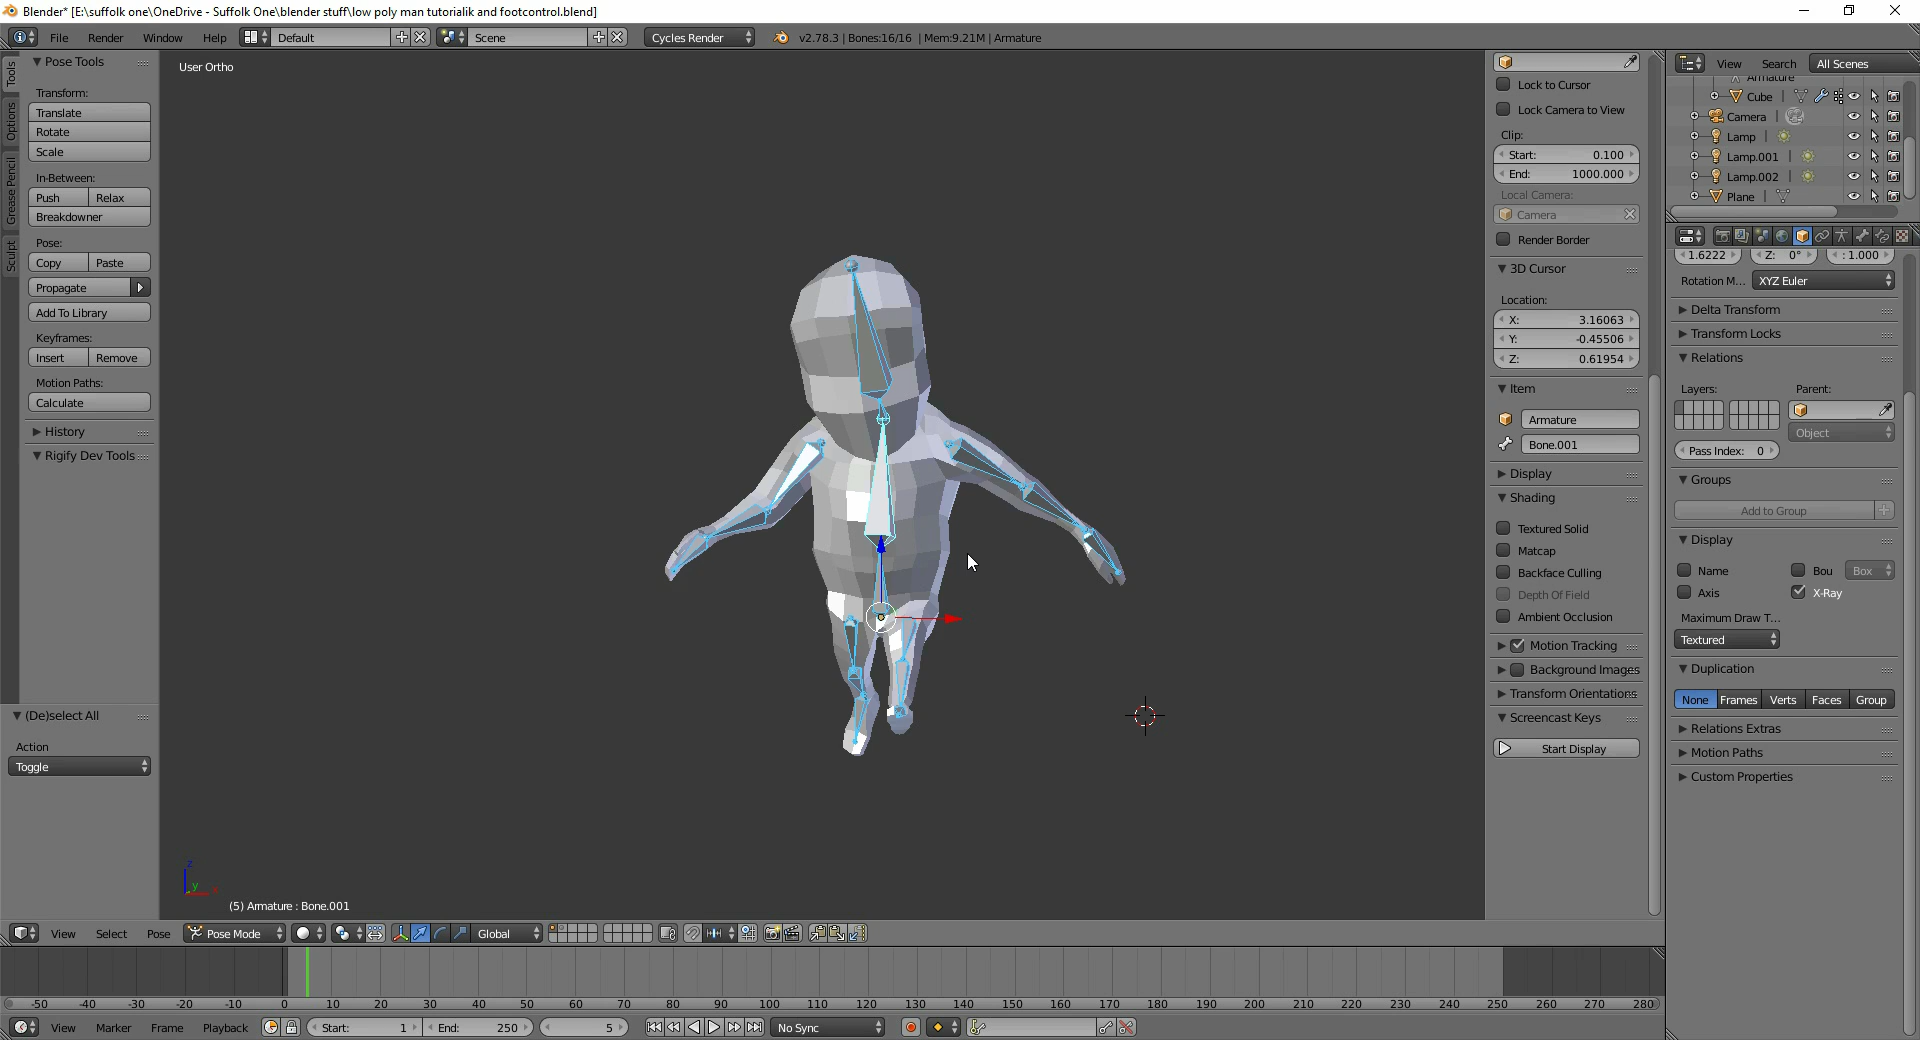 Blender* [E:\suffolk one\OneDrive - Suffolk One\blender stuff\low poly man tutorialik and footcontrol.blend]
File Render Window Help Default Scene Cycles Render v2.78.3 | Bones:16/16 | Mem:9.21M | Armature
Tools
Options
Grease Pencil
Sculpt
Pose Tools
Transform:
Translate
Rotate
Scale
In-Between:
Push Relax
Breakdowner
Pose:
Copy Paste
Propagate
Add To Library
Keyframes:
Insert Remove
Motion Paths:
Calculate
History
Rigify Dev Tools
(De)select All
Action
Toggle
User Ortho
z
y
x
(5) Armature : Bone.001
Lock to Cursor
Lock Camera to View
Clip:
Start: 0.100
End: 1000.000
Local Camera:
Camera
Render Border
3D Cursor
Location:
X: 3.16063
Y: -0.45506
Z: 0.61954
Item
Armature
Bone.001
Display
Shading
Textured Solid
Matcap
Backface Culling
Depth Of Field
Ambient Occlusion
Motion Tracking
Background Images
Transform Orientations
Screencast Keys
Start Display
View Search All Scenes
Armature
Cube
Camera
Lamp
Lamp.001
Lamp.002
Plane
1.6222 Z: 0° : 1.000
Rotation M... XYZ Euler
Delta Transform
Transform Locks
Relations
Layers: Parent:
Object
Pass Index: 0
Groups
Add to Group
Display
Name Bou Box
Axis X-Ray
Maximum Draw T...
Textured
Duplication
None Frames Verts Faces Group
Relations Extras
Motion Paths
Custom Properties
View Select Pose Pose Mode Global
-50 -40 -30 -20 -10 0 10 20 30 40 50 60 70 80 90 100 110 120 130 140 150 160 170 180 190 200 210 220 230 240 250 260 270 280
View Marker Frame Playback Start: 1 End: 250 5 No Sync